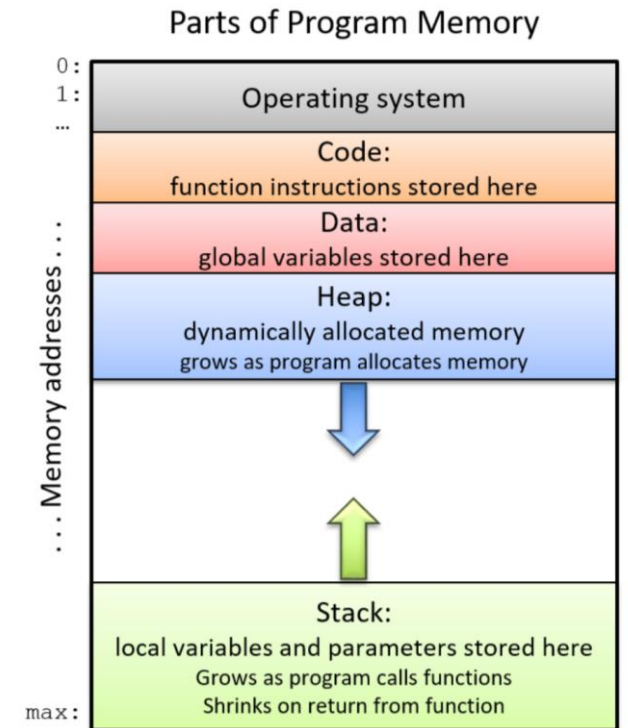 Parts of Program Memory
0:
1:
...
Operating system
Code:
function instructions stored here
Data:
global variables stored here
Heap:
dynamically allocated memory
grows as program allocates memory
. . . Memory addresses . . .
Stack:
local variables and parameters stored here
Grows as program calls functions
Shrinks on return from function
max: